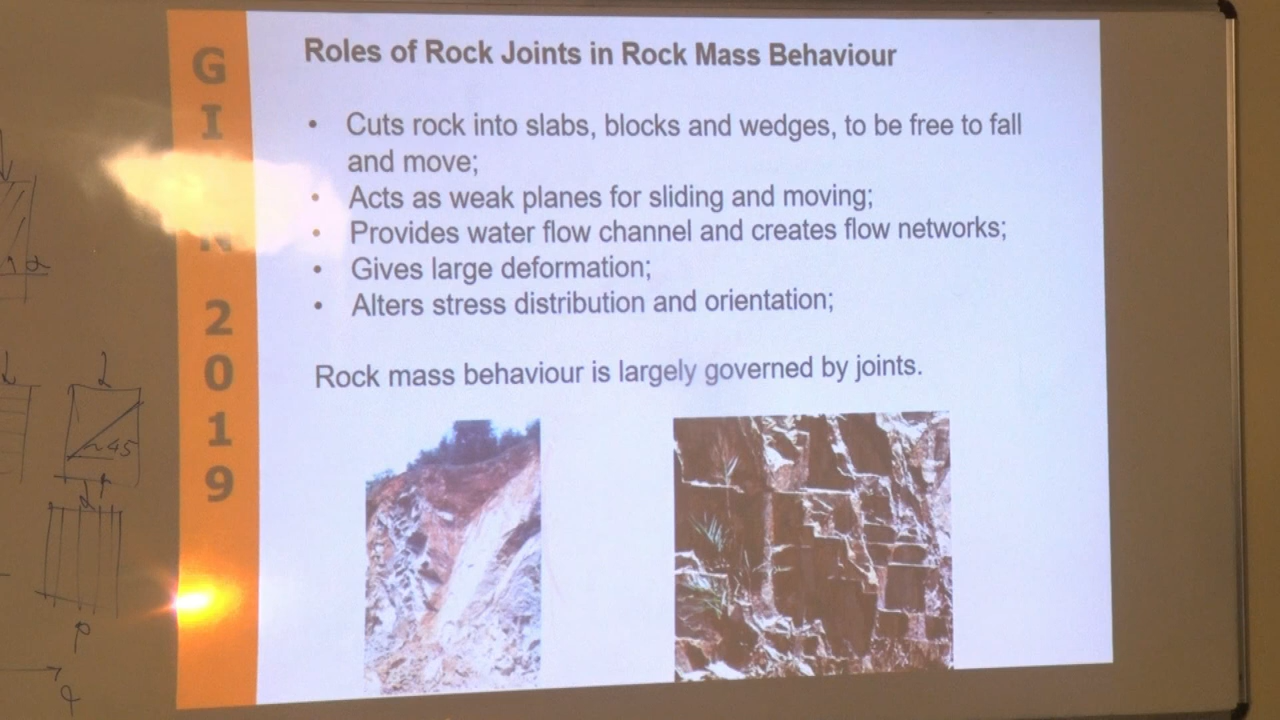 Roles of Rock Joints in Rock Mass Behaviour
• Cuts rock into slabs, blocks and wedges, to be free to fall
and move;
• Acts as weak planes for sliding and moving;
• Provides water flow channel and creates flow networks;
• Gives large deformation;
• Alters stress distribution and orientation;
Rock mass behaviour is largely governed by joints.
G
I
N
2
0
1
9
45